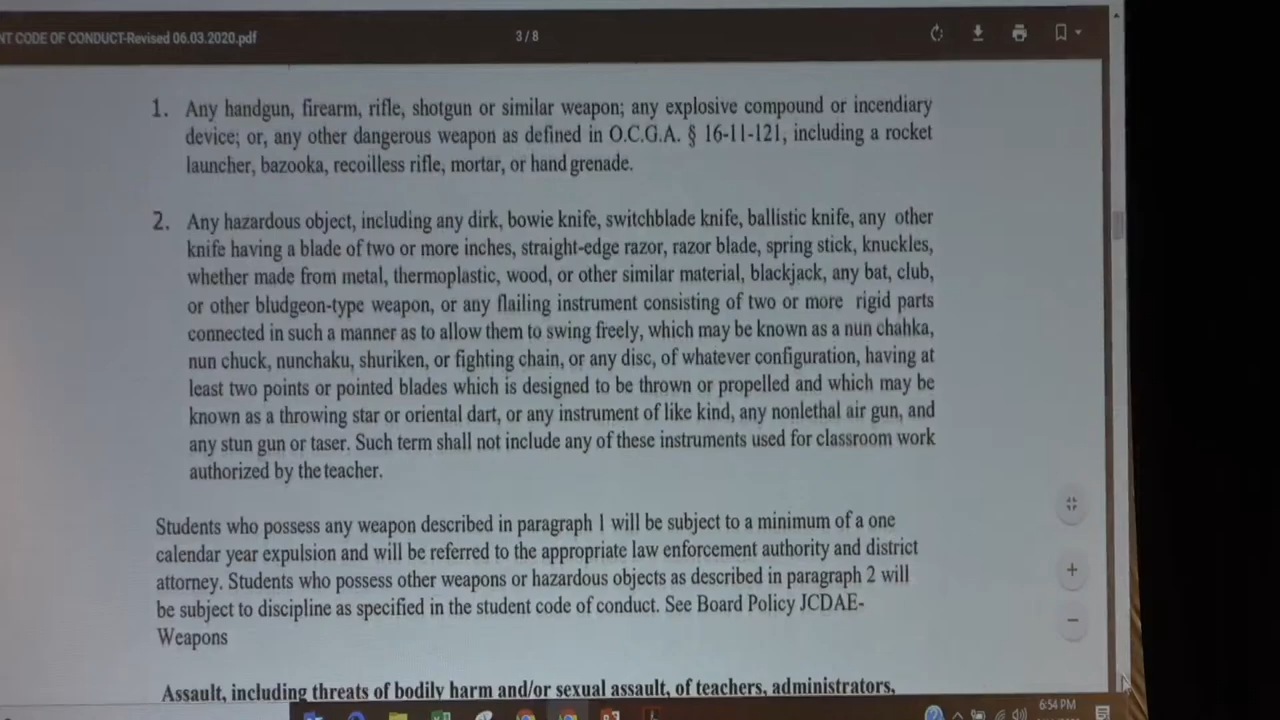 NT CODE OF CONDUCT-Revised 06.03.2020.pdf
3 / 8
1. Any handgun, firearm, rifle, shotgun or similar weapon; any explosive compound or incendiary
device; or, any other dangerous weapon as defined in O.C.G.A. § 16-11-121, including a rocket
launcher, bazooka, recoilless rifle, mortar, or hand grenade.
2. Any hazardous object, including any dirk, bowie knife, switchblade knife, ballistic knife, any other
knife having a blade of two or more inches, straight-edge razor, razor blade, spring stick, knuckles,
whether made from metal, thermoplastic, wood, or other similar material, blackjack, any bat, club,
or other bludgeon-type weapon, or any flailing instrument consisting of two or more rigid parts
connected in such a manner as to allow them to swing freely, which may be known as a nun chahka,
nun chuck, nunchaku, shuriken, or fighting chain, or any disc, of whatever configuration, having at
least two points or pointed blades which is designed to be thrown or propelled and which may be
known as a throwing star or oriental dart, or any instrument of like kind, any nonlethal air gun, and
any stun gun or taser. Such term shall not include any of these instruments used for classroom work
authorized by the teacher.
Students who possess any weapon described in paragraph 1 will be subject to a minimum of a one
calendar year expulsion and will be referred to the appropriate law enforcement authority and district
attorney. Students who possess other weapons or hazardous objects as described in paragraph 2 will
be subject to discipline as specified in the student code of conduct. See Board Policy JCDAE-
Weapons
Assault, including threats of bodily harm and/or sexual assault, of teachers, administrators,
6:54 PM